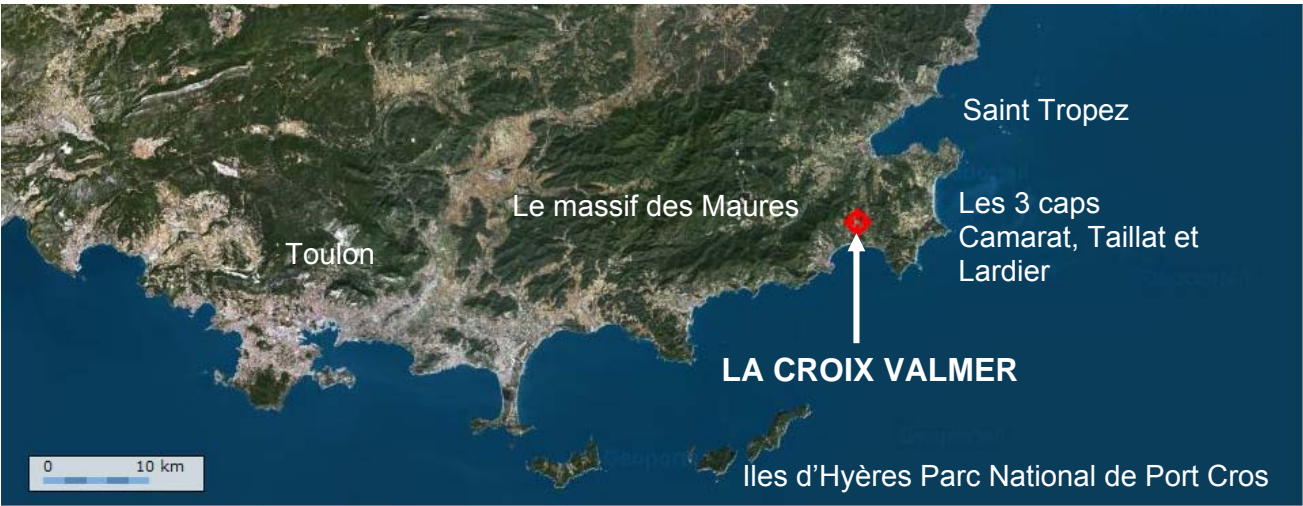 Saint Tropez
Le massif des Maures
Les 3 caps
Camarat, Taillat et
Lardier
Toulon
LA CROIX VALMER
0 10 km
Iles d'Hyères Parc National de Port Cros